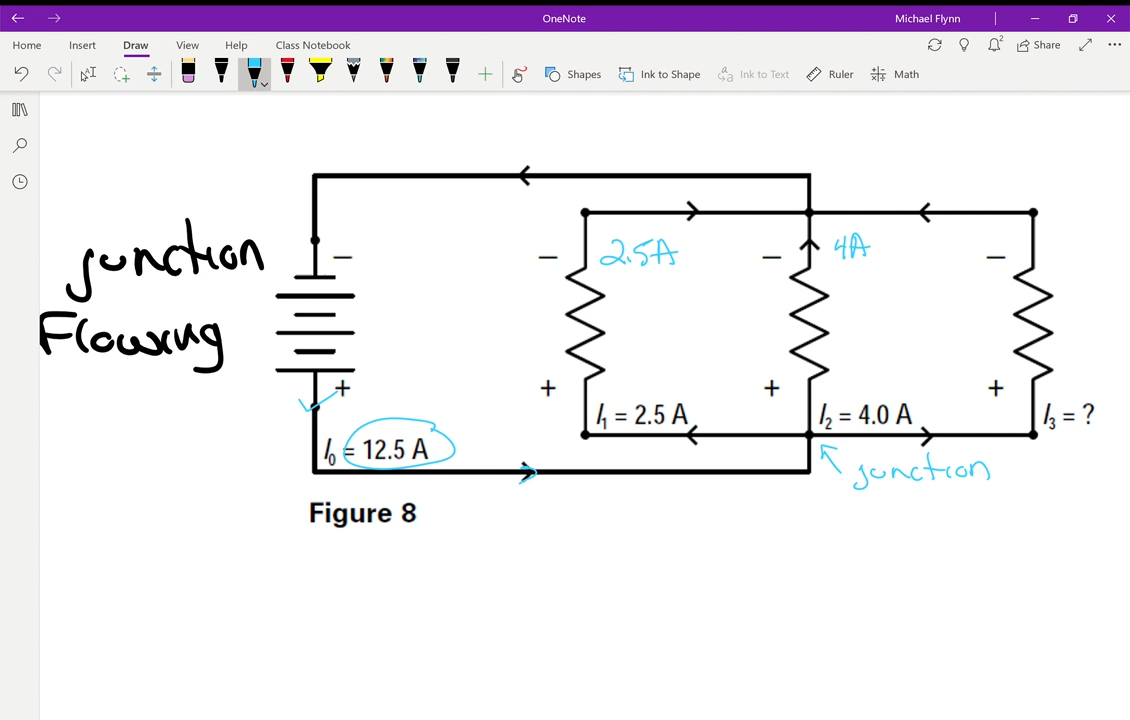 OneNote
Michael Flynn
Home Insert Draw View Help Class Notebook
2 Share
Shapes Ink to Shape Ink to Text Ruler Math
junction
Flowing
− − − −
2.5A 4A
+ + + +
I₁ = 2.5 A I₂ = 4.0 A I₃ = ?
I₀ = 12.5 A
junction
Figure 8